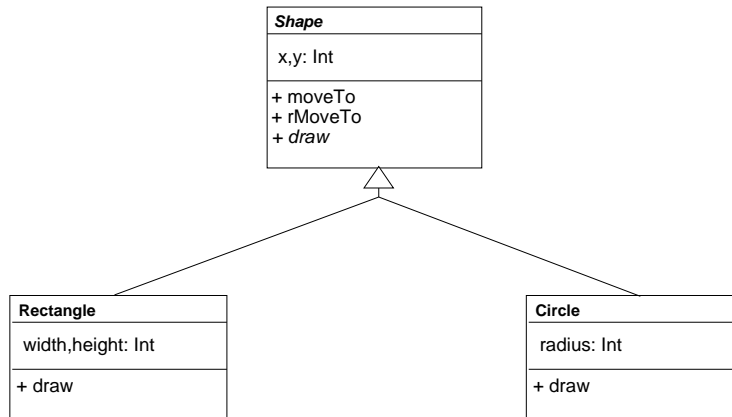 Shape
x,y: Int
+ moveTo
+ rMoveTo
+ draw
Rectangle
width,height: Int
+ draw
Circle
radius: Int
+ draw